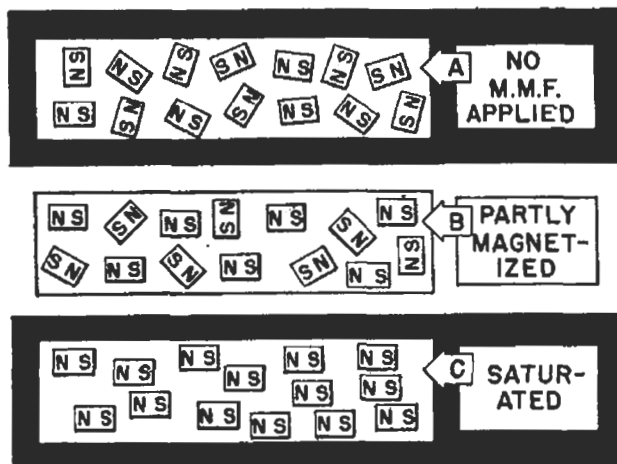 N S N S N S S N N S N S S N
A
NO
M.M.F.
APPLIED
N S S N N S S N N S N S S N
N S S N N S S N N S S N N S
B
PARTLY
MAGNET-
IZED
S N N S S N N S S N N S N S
N S N S N S N S N S N S N S
C
SATUR-
ATED
N S N S N S N S N S N S N S